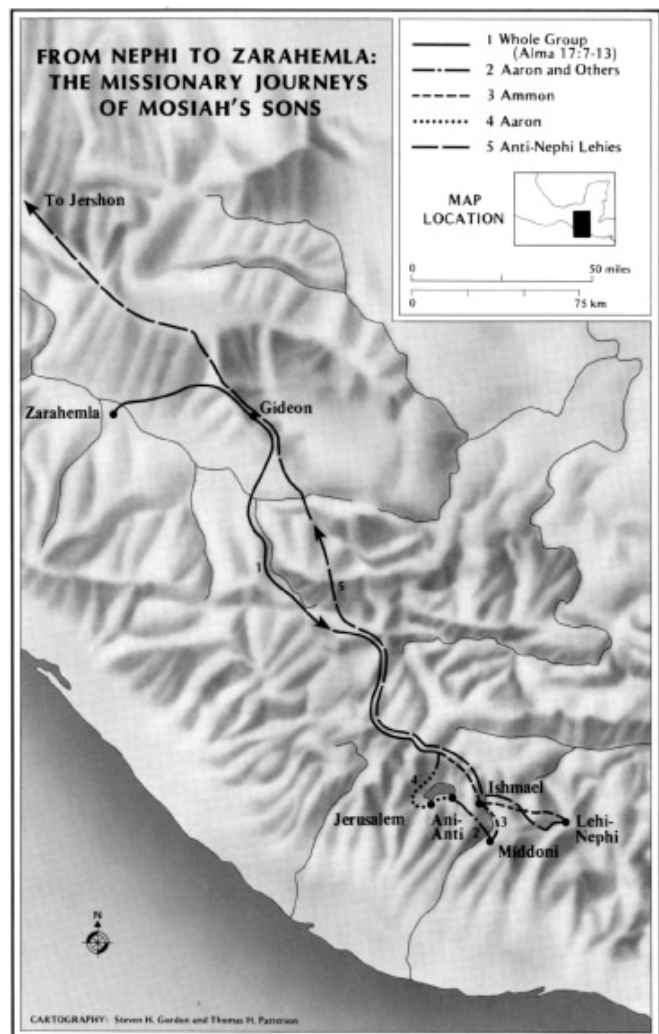 FROM NEPHI TO ZARAHEMLA:
THE MISSIONARY JOURNEYS
OF MOSIAH'S SONS
1 Whole Group
(Alma 17:7-13)
2 Aaron and Others
3 Ammon
4 Aaron
5 Anti-Nephi Lehies
MAP
LOCATION
0 50 miles
0 75 km
To Jershon
Zarahemla
Gideon
1
5
4
Ishmael
Jerusalem
Ani-
Anti
2
3
Lehi-
Nephi
Middoni
N
CARTOGRAPHY: Steven H. Gordon and Thomas H. Patterson